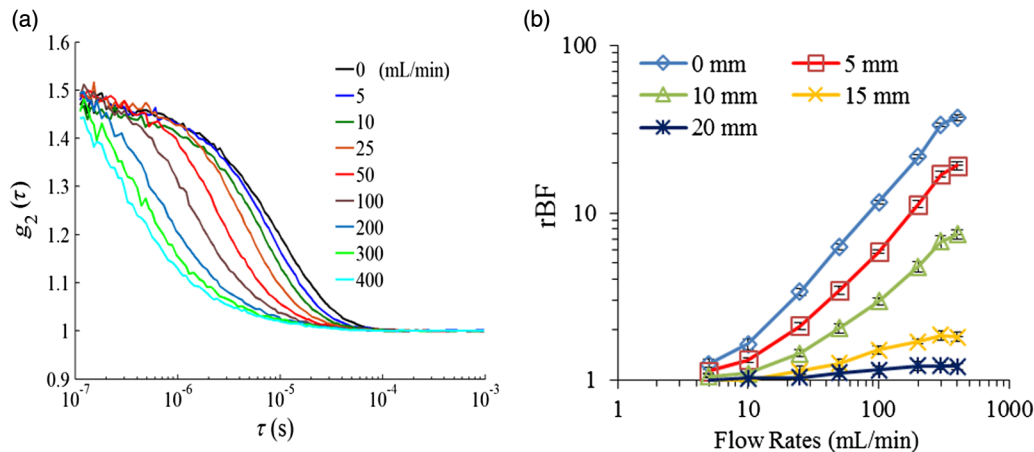 (a)
1.6
1.5
1.4
1.3
1.2
1.1
1
0.9
g2(τ)
10-7
10-6
10-5
10-4
10-3
τ(s)
0 (mL/min)
5
10
25
50
100
200
300
400
(b)
100
10
1
rBF
0 mm
5 mm
10 mm
15 mm
20 mm
1
10
100
1000
Flow Rates (mL/min)